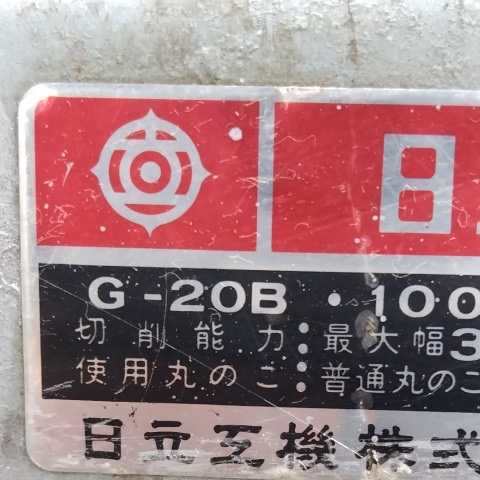 日
G-20B・100
切削能力:最大幅3
使用丸のこ:普通丸のこ
日立工機株式